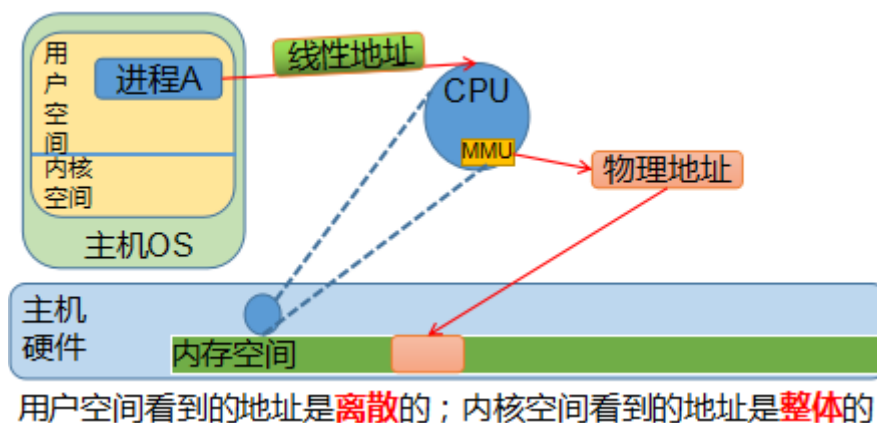 用户空间
进程A
内核
空间
主机OS
线性地址
CPU
MMU
物理地址
主机
硬件
内存空间
用户空间看到的地址是离散的；内核空间看到的地址是整体的